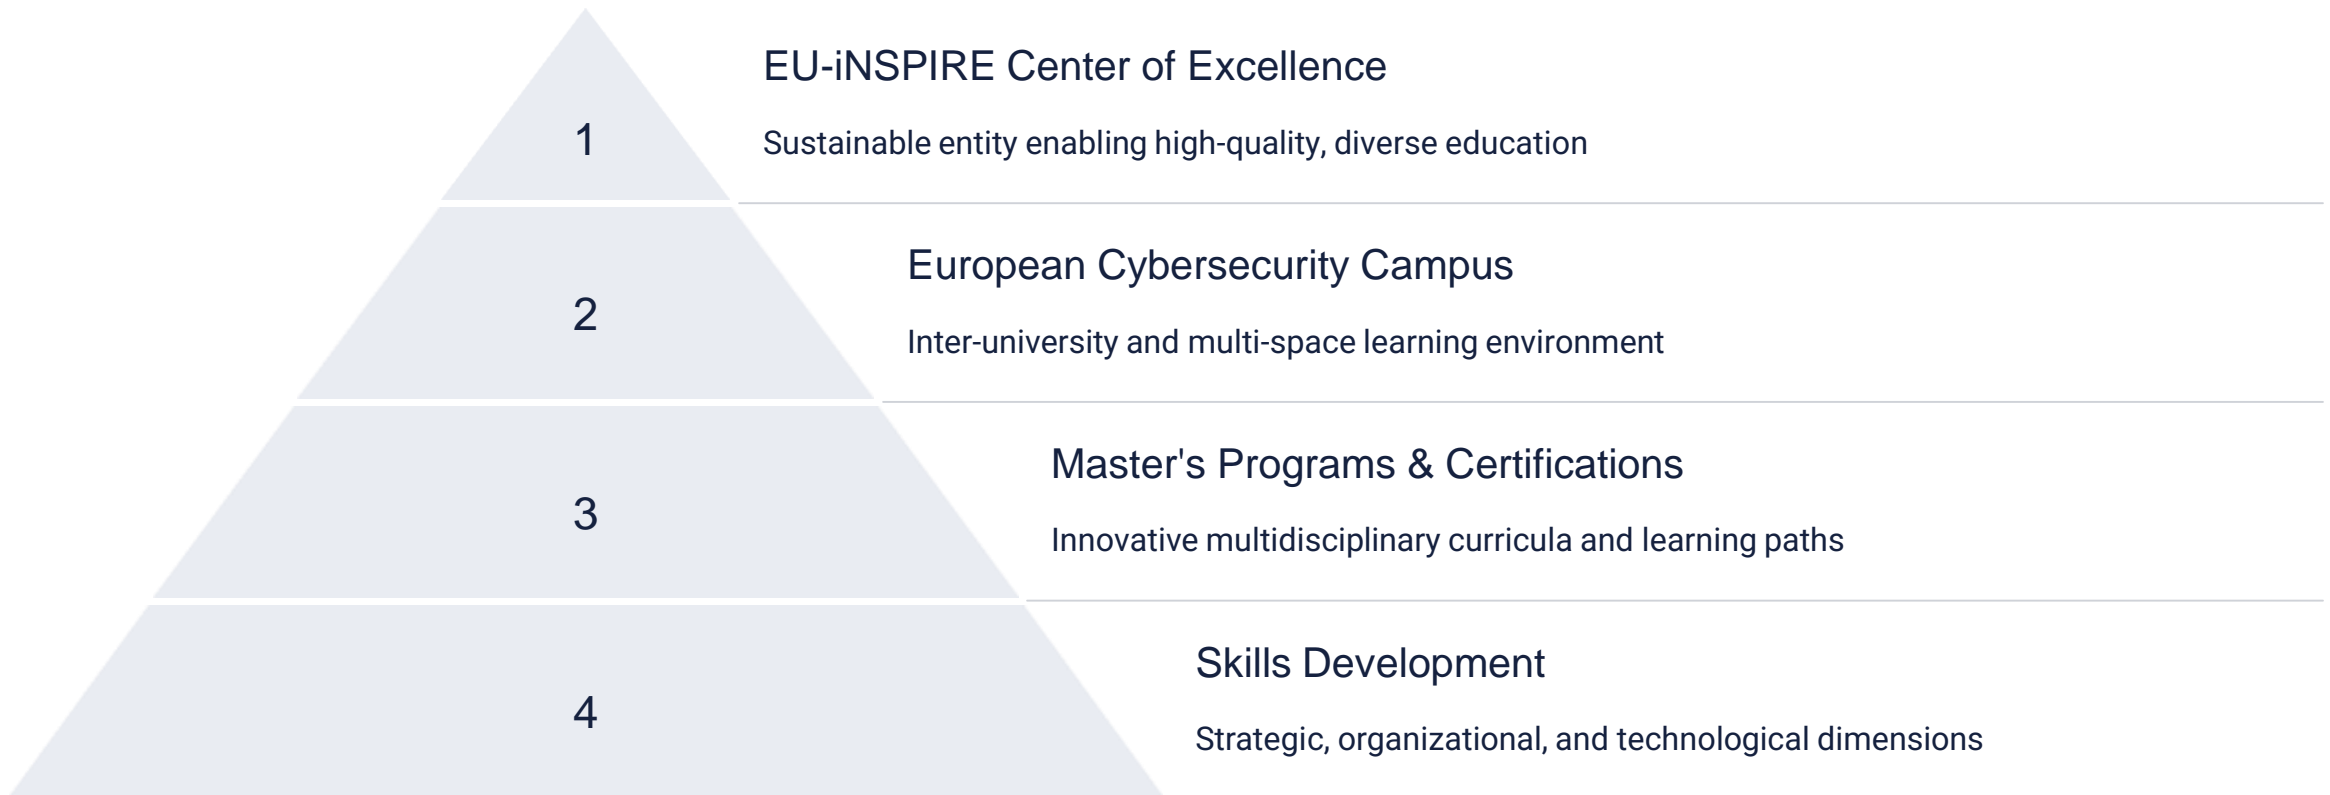 EU-iNSPIRE Center of Excellence
1
Sustainable entity enabling high-quality, diverse education
European Cybersecurity Campus
2
Inter-university and multi-space learning environment
Master's Programs & Certifications
3
Innovative multidisciplinary curricula and learning paths
Skills Development
4
Strategic, organizational, and technological dimensions